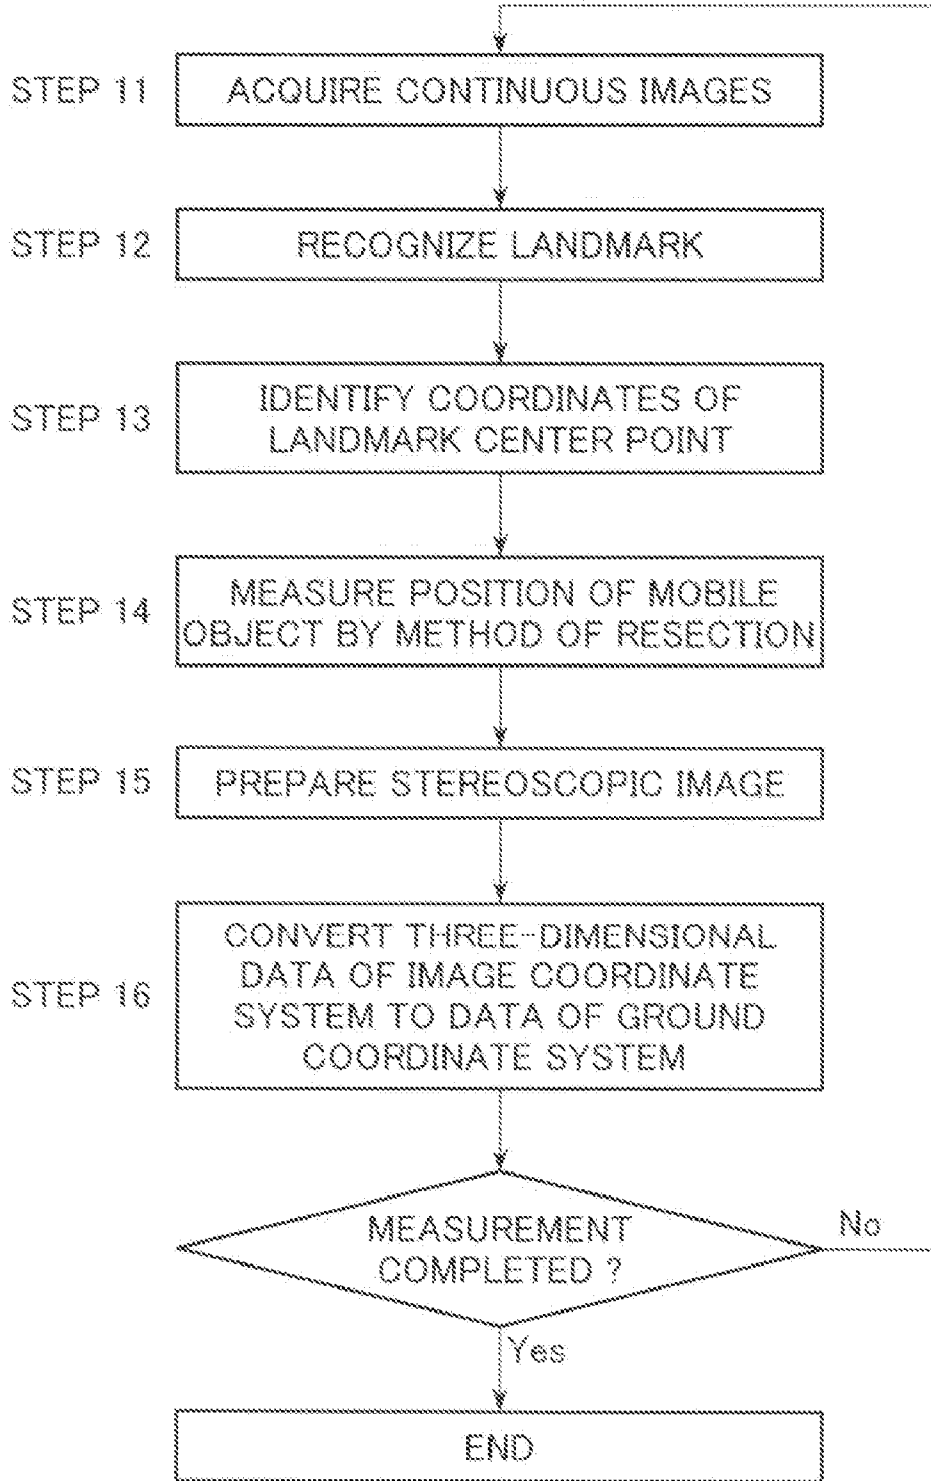 STEP 11
ACQUIRE CONTINUOUS IMAGES
STEP 12
RECOGNIZE LANDMARK
STEP 13
IDENTIFY COORDINATES OF
LANDMARK CENTER POINT
STEP 14
MEASURE POSITION OF MOBILE
OBJECT BY METHOD OF RESECTION
STEP 15
PREPARE STEREOSCOPIC IMAGE
STEP 16
CONVERT THREE-DIMENSIONAL
DATA OF IMAGE COORDINATE
SYSTEM TO DATA OF GROUND
COORDINATE SYSTEM
MEASUREMENT
COMPLETED ?
No
Yes
END